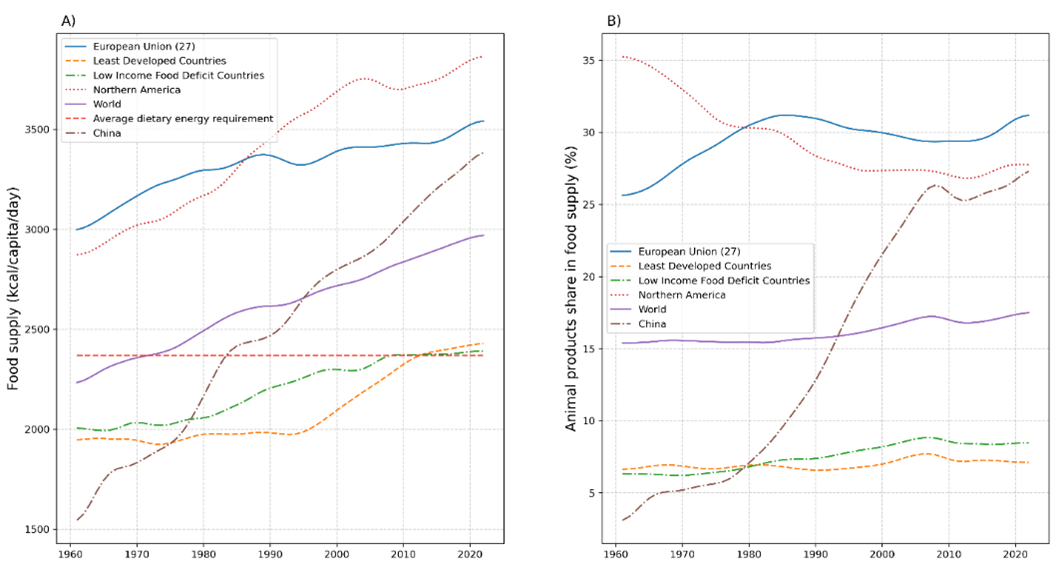 A)
European Union (27)
Least Developed Countries
Low Income Food Deficit Countries
Northern America
World
Average dietary energy requirement
China
Food supply (kcal/capita/day)
3500
3000
2500
2000
1500
1960 1970 1980 1990 2000 2010 2020
B)
European Union (27)
Least Developed Countries
Low Income Food Deficit Countries
Northern America
World
China
Animal products share in food supply (%)
35
30
25
20
15
10
5
1960 1970 1980 1990 2000 2010 2020